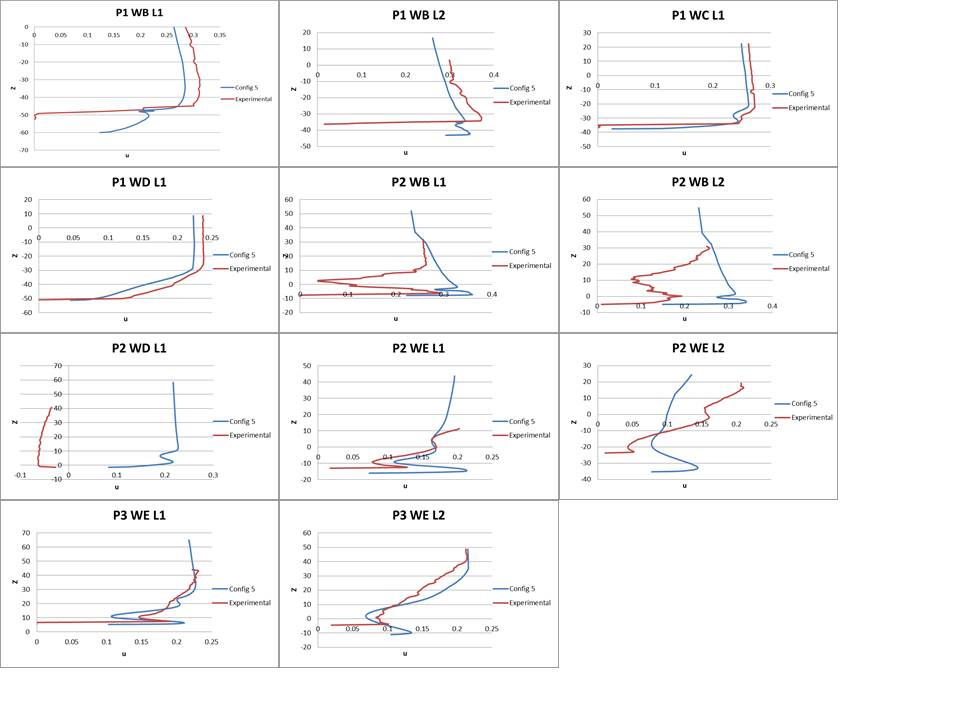 P1 WB L1
0
-10
-20
-30
-40
-50
-60
-70
0 0.05 0.1 0.15 0.2 0.25 0.3 0.35
Z
u
Config 5
Experimental
P1 WB L2
20
10
0
-10
-20
-30
-40
-50
0 0.1 0.2 0.3 0.4
Z
u
Config 5
Experimental
P1 WC L1
30
20
10
0
-10
-20
-30
-40
-50
0 0.1 0.2 0.3
Z
u
Config 5
Experimental
P1 WD L1
20
10
0
-10
-20
-30
-40
-50
-60
0 0.05 0.1 0.15 0.2 0.25
Z
u
Config 5
Experimental
P2 WB L1
60
50
40
30
20
10
0
-10
-20
0 0.1 0.2 0.3 0.4
Z
u
Config 5
Experimental
P2 WB L2
60
50
40
30
20
10
0
-10
0 0.1 0.2 0.3 0.4
Z
u
Config 5
Experimental
P2 WD L1
70
60
50
40
30
20
10
0
-10
-0.1 0 0.1 0.2 0.3
Z
u
Config 5
Experimental
P2 WE L1
50
40
30
20
10
0
-10
-20
0 0.05 0.1 0.15 0.2 0.25
Z
u
Config 5
Experimental
P2 WE L2
30
20
10
0
-10
-20
-30
-40
0 0.05 0.1 0.15 0.2 0.25
Z
u
Config 5
Experimental
P3 WE L1
70
60
50
40
30
20
10
0
0 0.05 0.1 0.15 0.2 0.25
Z
u
Config 5
Experimental
P3 WE L2
60
50
40
30
20
10
0
-10
-20
0 0.05 0.1 0.15 0.2 0.25
Z
u
Config 5
Experimental